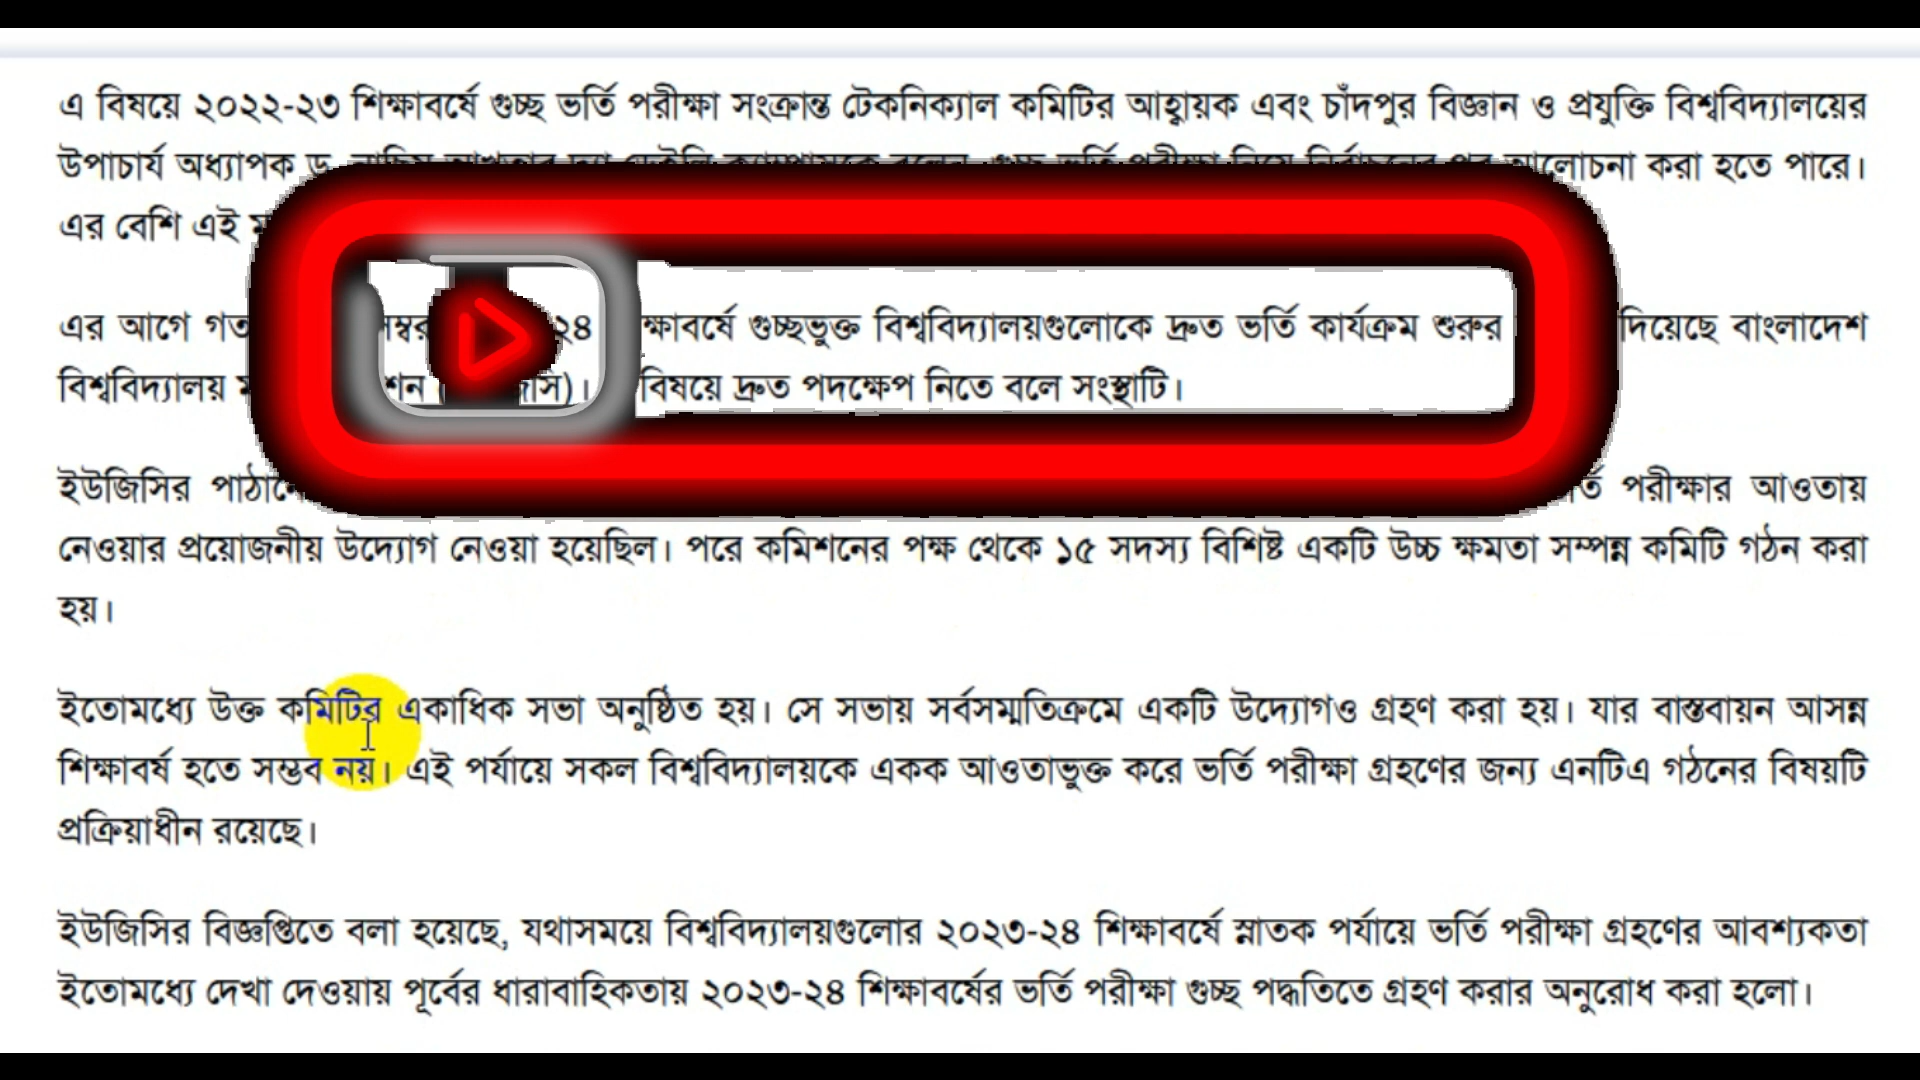 এ বিষয়ে ২০২২-২৩ শিক্ষাবর্ষে গুচ্ছ ভর্তি পরীক্ষা সংক্রান্ত টেকনিক্যাল কমিটির আহ্বায়ক এবং চাঁদপুর বিজ্ঞান ও প্রযুক্তি বিশ্ববিদ্যালয়ের
উপাচার্য অধ্যাপক ড. আলোচনা করা হতে পারে।
এর বেশি এই
এর আগে গত ২৪ গুচ্ছভুক্ত বিশ্ববিদ্যালয়গুলোকে দ্রুত ভর্তি কার্যক্রম শুরুর দিয়েছে বাংলাদেশ
বিশ্ববিদ্যালয় বিষয়ে দ্রুত পদক্ষেপ নিতে বলে সংস্থাটি।
ইউজিসির পরীক্ষার আওতায়
নেওয়ার প্রয়োজনীয় উদ্যোগ নেওয়া হয়েছিল। পরে কমিশনের পক্ষ থেকে ১৫ সদস্য বিশিষ্ট একটি উচ্চ ক্ষমতা সম্পন্ন কমিটি গঠন করা
হয়।
ইতোমধ্যে উক্ত কমিটির একাধিক সভা অনুষ্ঠিত হয়। সে সভায় সর্বসম্মতিক্রমে একটি উদ্যোগও গ্রহণ করা হয়। যার বাস্তবায়ন আসন্ন
শিক্ষাবর্ষ হতে সম্ভব নয়। এই পর্যায়ে সকল বিশ্ববিদ্যালয়কে একক আওতাভুক্ত করে ভর্তি পরীক্ষা গ্রহণের জন্য এনটিএ গঠনের বিষয়টি
প্রক্রিয়াধীন রয়েছে।
ইউজিসির বিজ্ঞপ্তিতে বলা হয়েছে, যথাসময়ে বিশ্ববিদ্যালয়গুলোর ২০২৩-২৪ শিক্ষাবর্ষে স্নাতক পর্যায়ে ভর্তি পরীক্ষা গ্রহণের আবশ্যকতা
ইতোমধ্যে দেখা দেওয়ায় পূর্বের ধারাবাহিকতায় ২০২৩-২৪ শিক্ষাবর্ষের ভর্তি পরীক্ষা গুচ্ছ পদ্ধতিতে গ্রহণ করার অনুরোধ করা হলো।